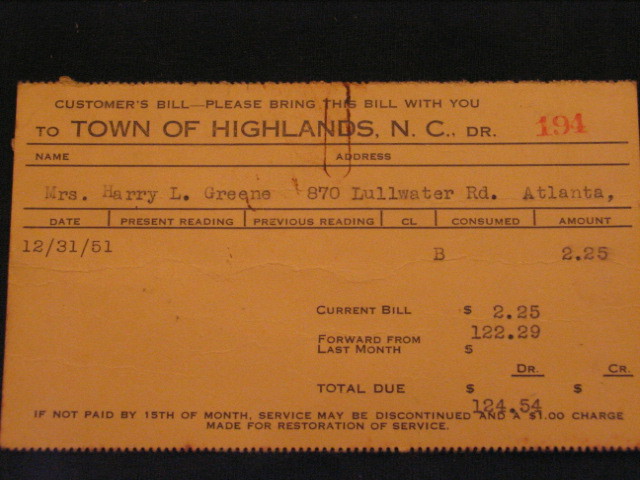 CUSTOMER'S BILL—PLEASE BRING THIS BILL WITH YOU
TO TOWN OF HIGHLANDS, N. C., DR. 194
NAME ADDRESS
Mrs. Harry L. Greene 870 Lullwater Rd. Atlanta,
DATE PRESENT READING PREVIOUS READING CL CONSUMED AMOUNT
12/31/51 B 2.25
CURRENT BILL $ 2.25
FORWARD FROM 122.29
LAST MONTH $
DR. CR.
TOTAL DUE $ $
124.54
IF NOT PAID BY 15TH OF MONTH, SERVICE MAY BE DISCONTINUED AND A $1.00 CHARGE
MADE FOR RESTORATION OF SERVICE.